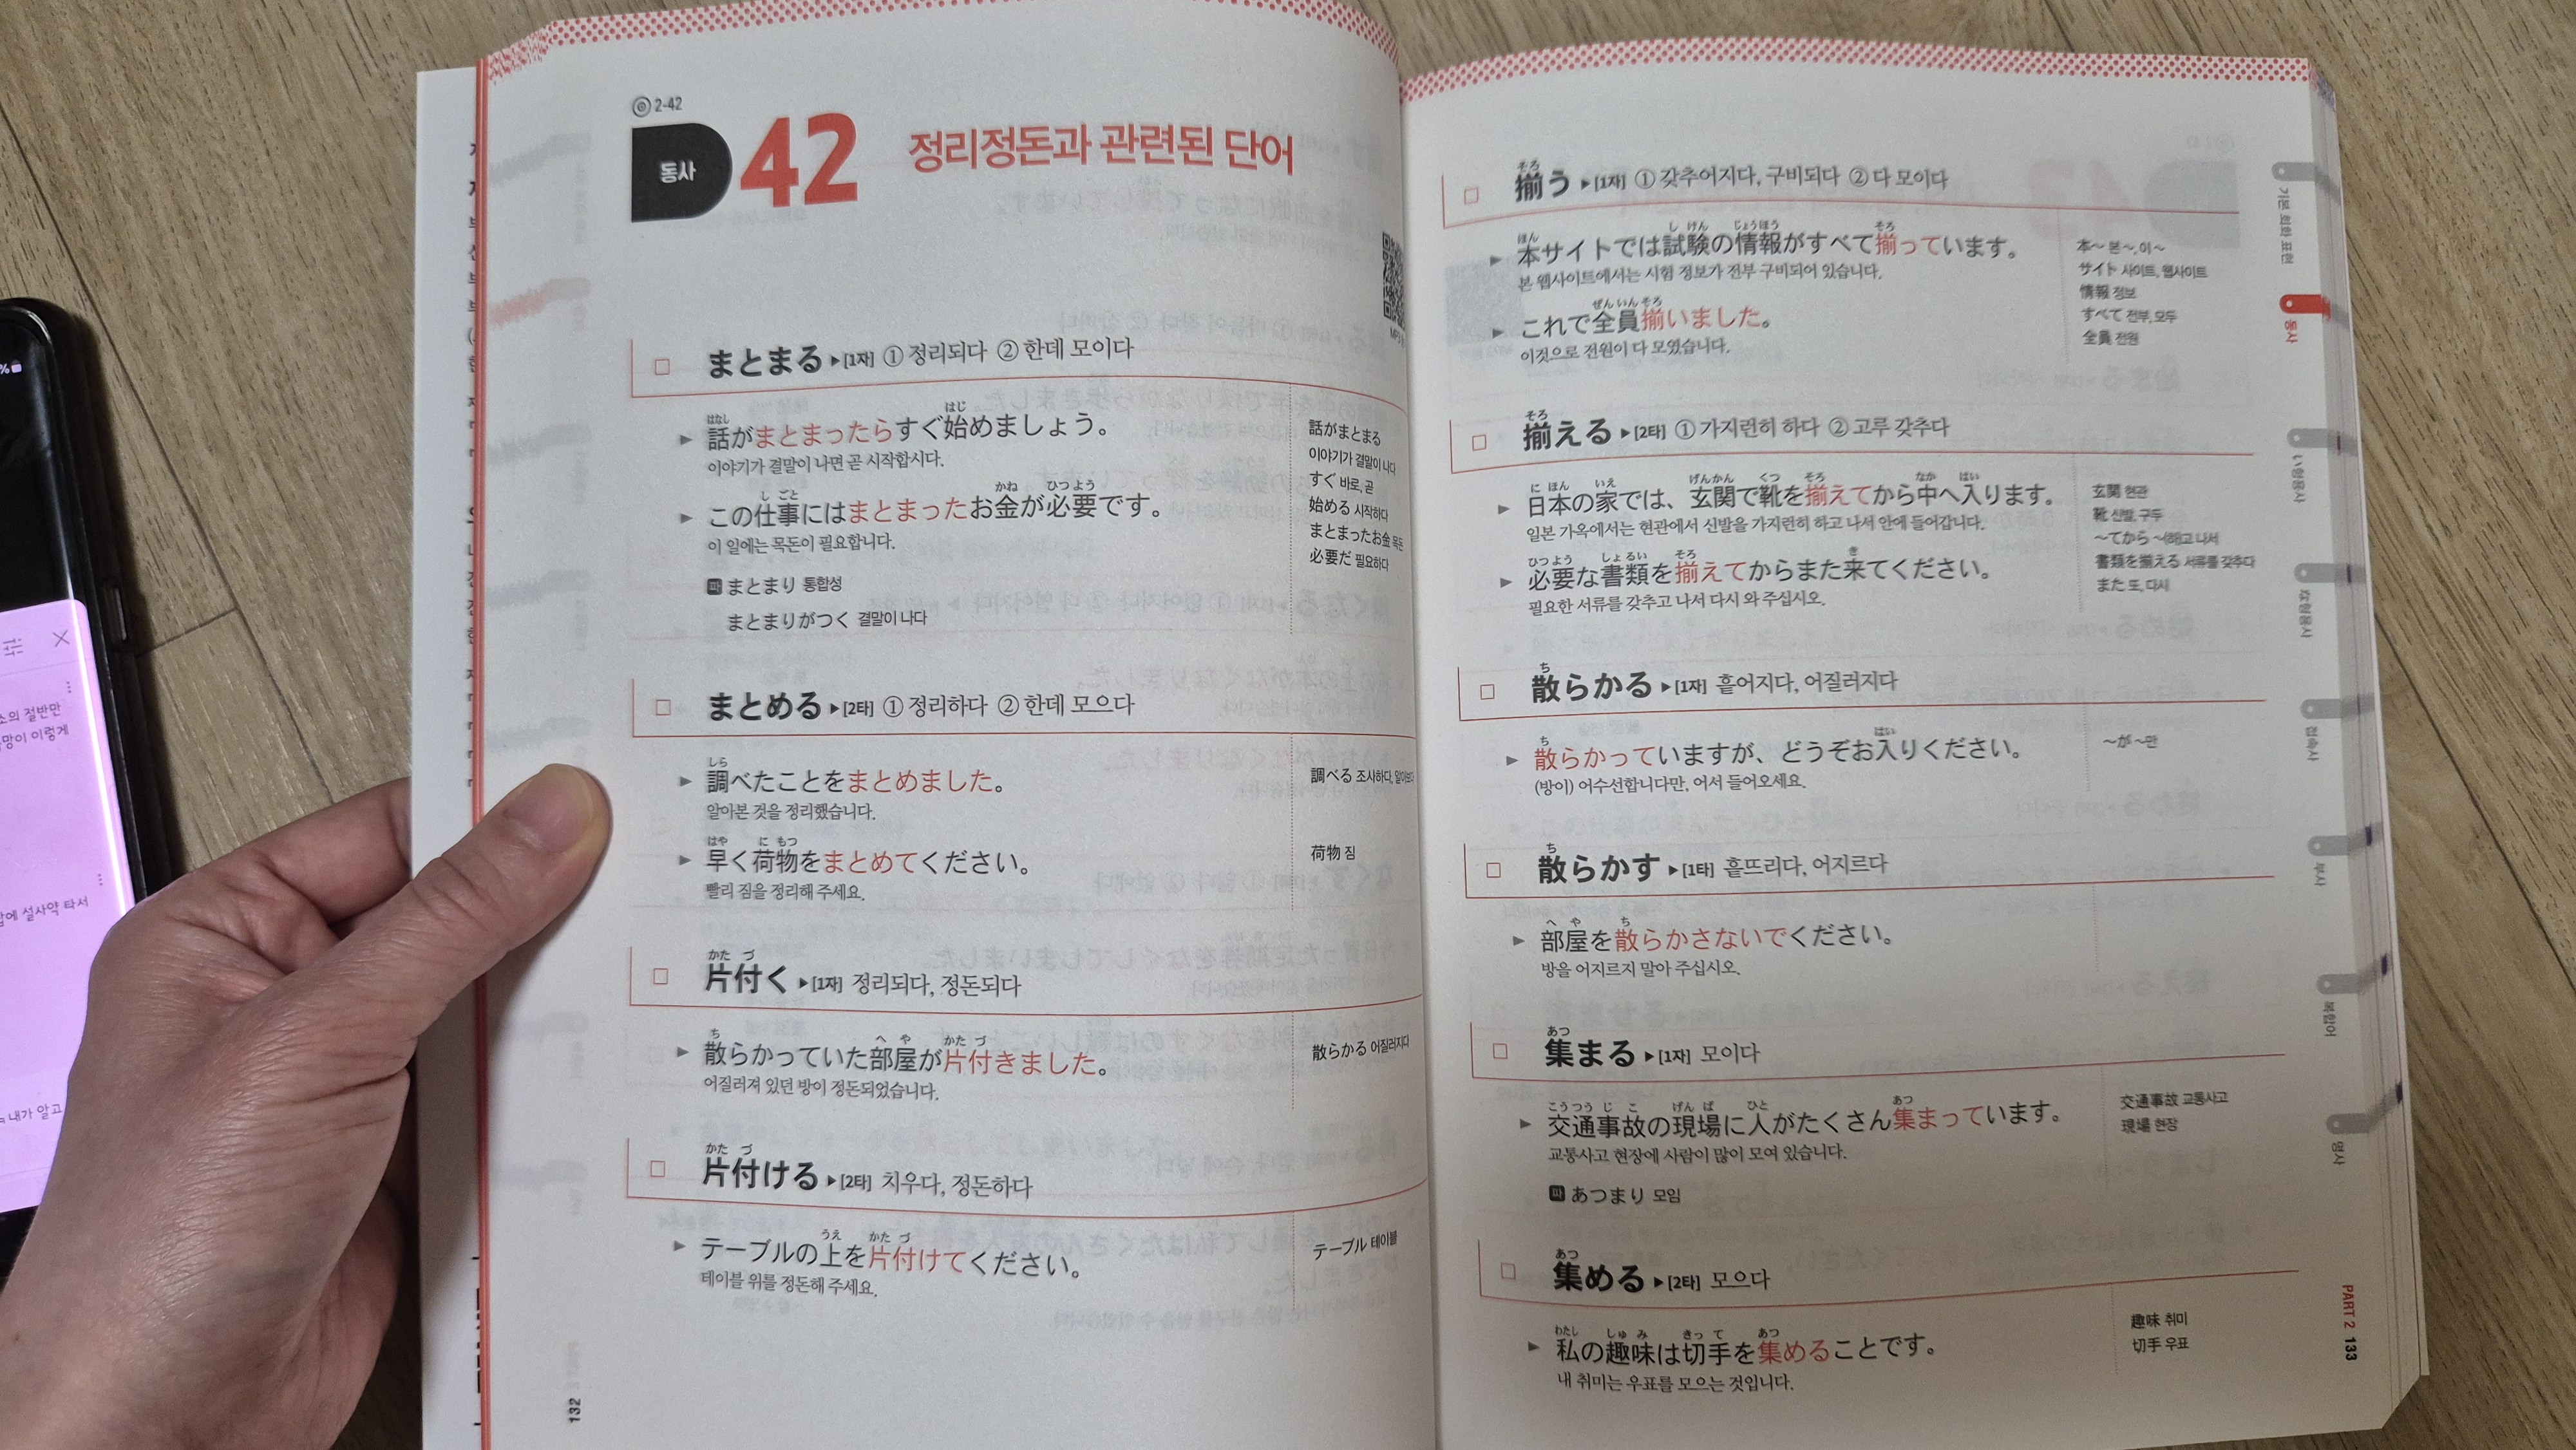 2-42
동사
42 정리정돈과 관련된 단어
まとまる ▶[1자] ① 정리되다 ② 한데 모이다
▶ 話がまとまったらすぐ始めましょう。
이야기가 결말이 나면 곧 시작합시다.
▶ この仕事にはまとまったお金が必要です。
이 일에는 목돈이 필요합니다.
파 まとまり 통합성
まとまりがつく 결말이 나다
話がまとまる
이야기가 결말이 나다
すぐ 바로, 곧
始める 시작하다
まとまったお金 목돈
必要だ 필요하다
まとめる ▶[2타] ① 정리하다 ② 한데 모으다
▶ 調べたことをまとめました。
알아본 것을 정리했습니다.
▶ 早く荷物をまとめてください。
빨리 짐을 정리해 주세요.
調べる 조사하다, 알아보다
荷物 짐
片付く ▶[1자] 정리되다, 정돈되다
▶ 散らかっていた部屋が片付きました。
어질러져 있던 방이 정돈되었습니다.
散らかる 어질러지다
片付ける ▶[2타] 치우다, 정돈하다
▶ テーブルの上を片付けてください。
테이블 위를 정돈해 주세요.
テーブル 테이블
132
揃う ▶[1자] ① 갖추어지다, 구비되다 ② 다 모이다
▶ 本サイトでは試験の情報がすべて揃っています。
본 웹사이트에서는 시험 정보가 전부 구비되어 있습니다.
▶ これで全員揃いました。
이것으로 전원이 다 모였습니다.
本～ 본～, 이～
サイト 사이트, 웹사이트
情報 정보
すべて 전부, 모두
全員 전원
揃える ▶[2타] ① 가지런히 하다 ② 고루 갖추다
▶ 日本の家では、玄関で靴を揃えてから中へ入ります。
일본 가옥에서는 현관에서 신발을 가지런히 하고 나서 안에 들어갑니다.
▶ 必要な書類を揃えてからまた来てください。
필요한 서류를 갖추고 나서 다시 와 주십시오.
玄関 현관
靴 신발, 구두
～てから ～(하)고 나서
書類を揃える 서류를 갖추다
また 또, 다시
散らかる ▶[1자] 흩어지다, 어질러지다
▶ 散らかっていますが、どうぞお入りください。
(방이) 어수선합니다만, 어서 들어오세요.
～が ～만
散らかす ▶[1타] 흩뜨리다, 어지르다
▶ 部屋を散らかさないでください。
방을 어지르지 말아 주십시오.
集まる ▶[1자] 모이다
▶ 交通事故の現場に人がたくさん集まっています。
교통사고 현장에 사람이 많이 모여 있습니다.
파 あつまり 모임
交通事故 교통사고
現場 현장
集める ▶[2타] 모으다
▶ 私の趣味は切手を集めることです。
내 취미는 우표를 모으는 것입니다.
趣味 취미
切手 우표
기본 회화 표현
동사
い형용사
な형용사
접속사
부사
복합어
명사
PART 2 133
소의 절반만
망이 이렇게
밥에 설사약 타서
내가 알고